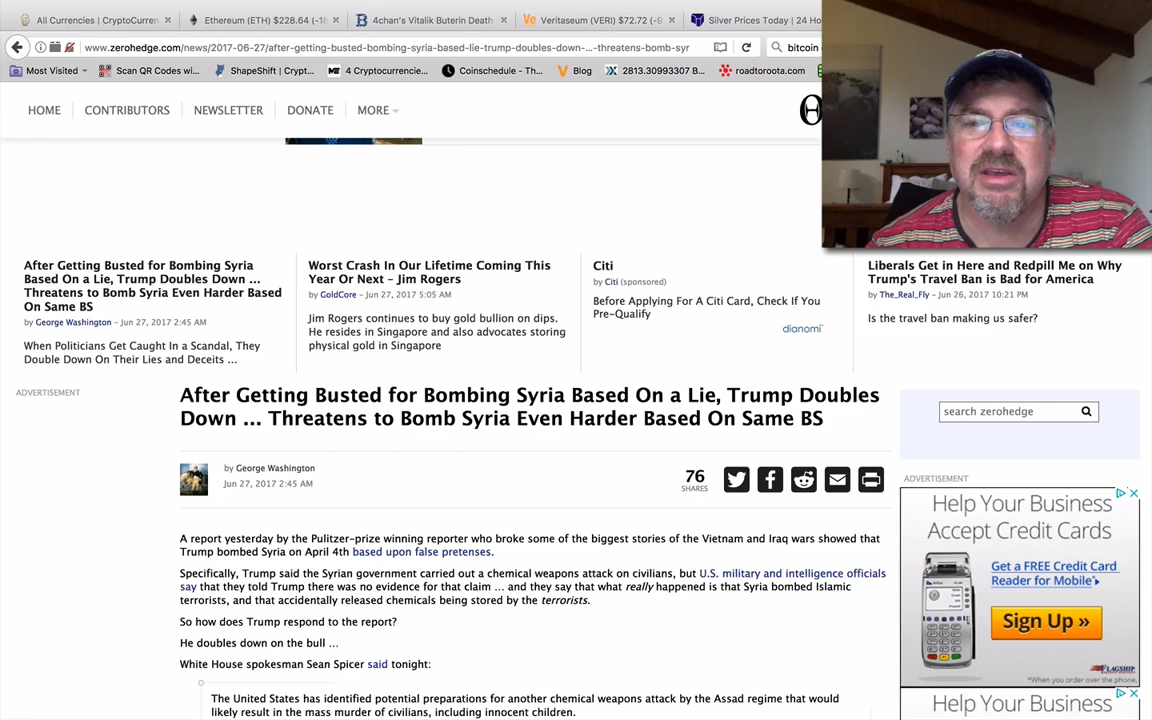 All Currencies | CryptoCurren
Ethereum (ETH) $228.64 (-18
4chan's Vitalik Buterin Death
Veritaseum (VERI) $72.72 (-9.
Silver Prices Today | 24 Ho
www.zerohedge.com/news/2017-06-27/after-getting-busted-bombing-syria-based-lie-trump-doubles-down-...-threatens-bomb-syr
bitcoin
Most Visited
Scan QR Codes wi...
ShapeShift | Crypt...
4 Cryptocurrencie...
Coinschedule - Th...
Blog
2813.30993307 B...
roadtoroota.com
HOME
CONTRIBUTORS
NEWSLETTER
DONATE
MORE
After Getting Busted for Bombing Syria
Based On a Lie, Trump Doubles Down ...
Threatens to Bomb Syria Even Harder Based
On Same BS
by George Washington - Jun 27, 2017 2:45 AM
When Politicians Get Caught In a Scandal, They
Double Down On Their Lies and Deceits ...
Worst Crash In Our Lifetime Coming This
Year Or Next – Jim Rogers
by GoldCore - Jun 27, 2017 5:05 AM
Jim Rogers continues to buy gold bullion on dips.
He resides in Singapore and also advocates storing
physical gold in Singapore
Citi
by Citi (sponsored)
Before Applying For A Citi Card, Check If You
Pre-Qualify
dianomi
Liberals Get in Here and Redpill Me on Why
Trump's Travel Ban is Bad for America
by The_Real_Fly - Jun 26, 2017 10:21 PM
Is the travel ban making us safer?
ADVERTISEMENT
After Getting Busted for Bombing Syria Based On a Lie, Trump Doubles
Down ... Threatens to Bomb Syria Even Harder Based On Same BS
by George Washington
Jun 27, 2017 2:45 AM
76
SHARES
A report yesterday by the Pulitzer-prize winning reporter who broke some of the biggest stories of the Vietnam and Iraq wars showed that
Trump bombed Syria on April 4th based upon false pretenses.
Specifically, Trump said the Syrian government carried out a chemical weapons attack on civilians, but U.S. military and intelligence officials
say that they told Trump there was no evidence for that claim ... and they say that what really happened is that Syria bombed Islamic
terrorists, and that accidentally released chemicals being stored by the terrorists.
So how does Trump respond to the report?
He doubles down on the bull ...
White House spokesman Sean Spicer said tonight:
The United States has identified potential preparations for another chemical weapons attack by the Assad regime that would
likely result in the mass murder of civilians, including innocent children.
search zerohedge
ADVERTISEMENT
Help Your Business
Accept Credit Cards
Get a FREE Credit Card
Reader for Mobile
Sign Up »
FLAGSHIP
*When you order over the phone.
Help Your Business